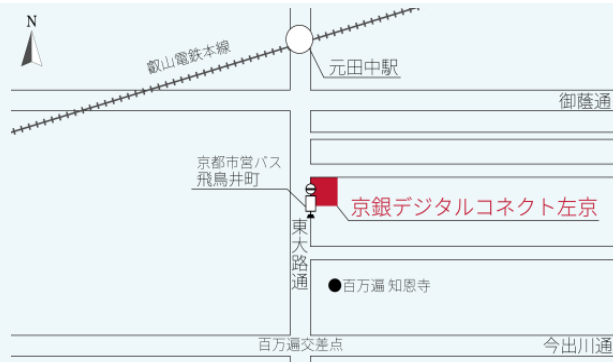 N
叡山電鉄本線
元田中駅
御蔭通
京都市営バス
飛鳥井町
京銀デジタルコネクト左京
東大路通
百万遍 知恩寺
百万遍交差点
今出川通